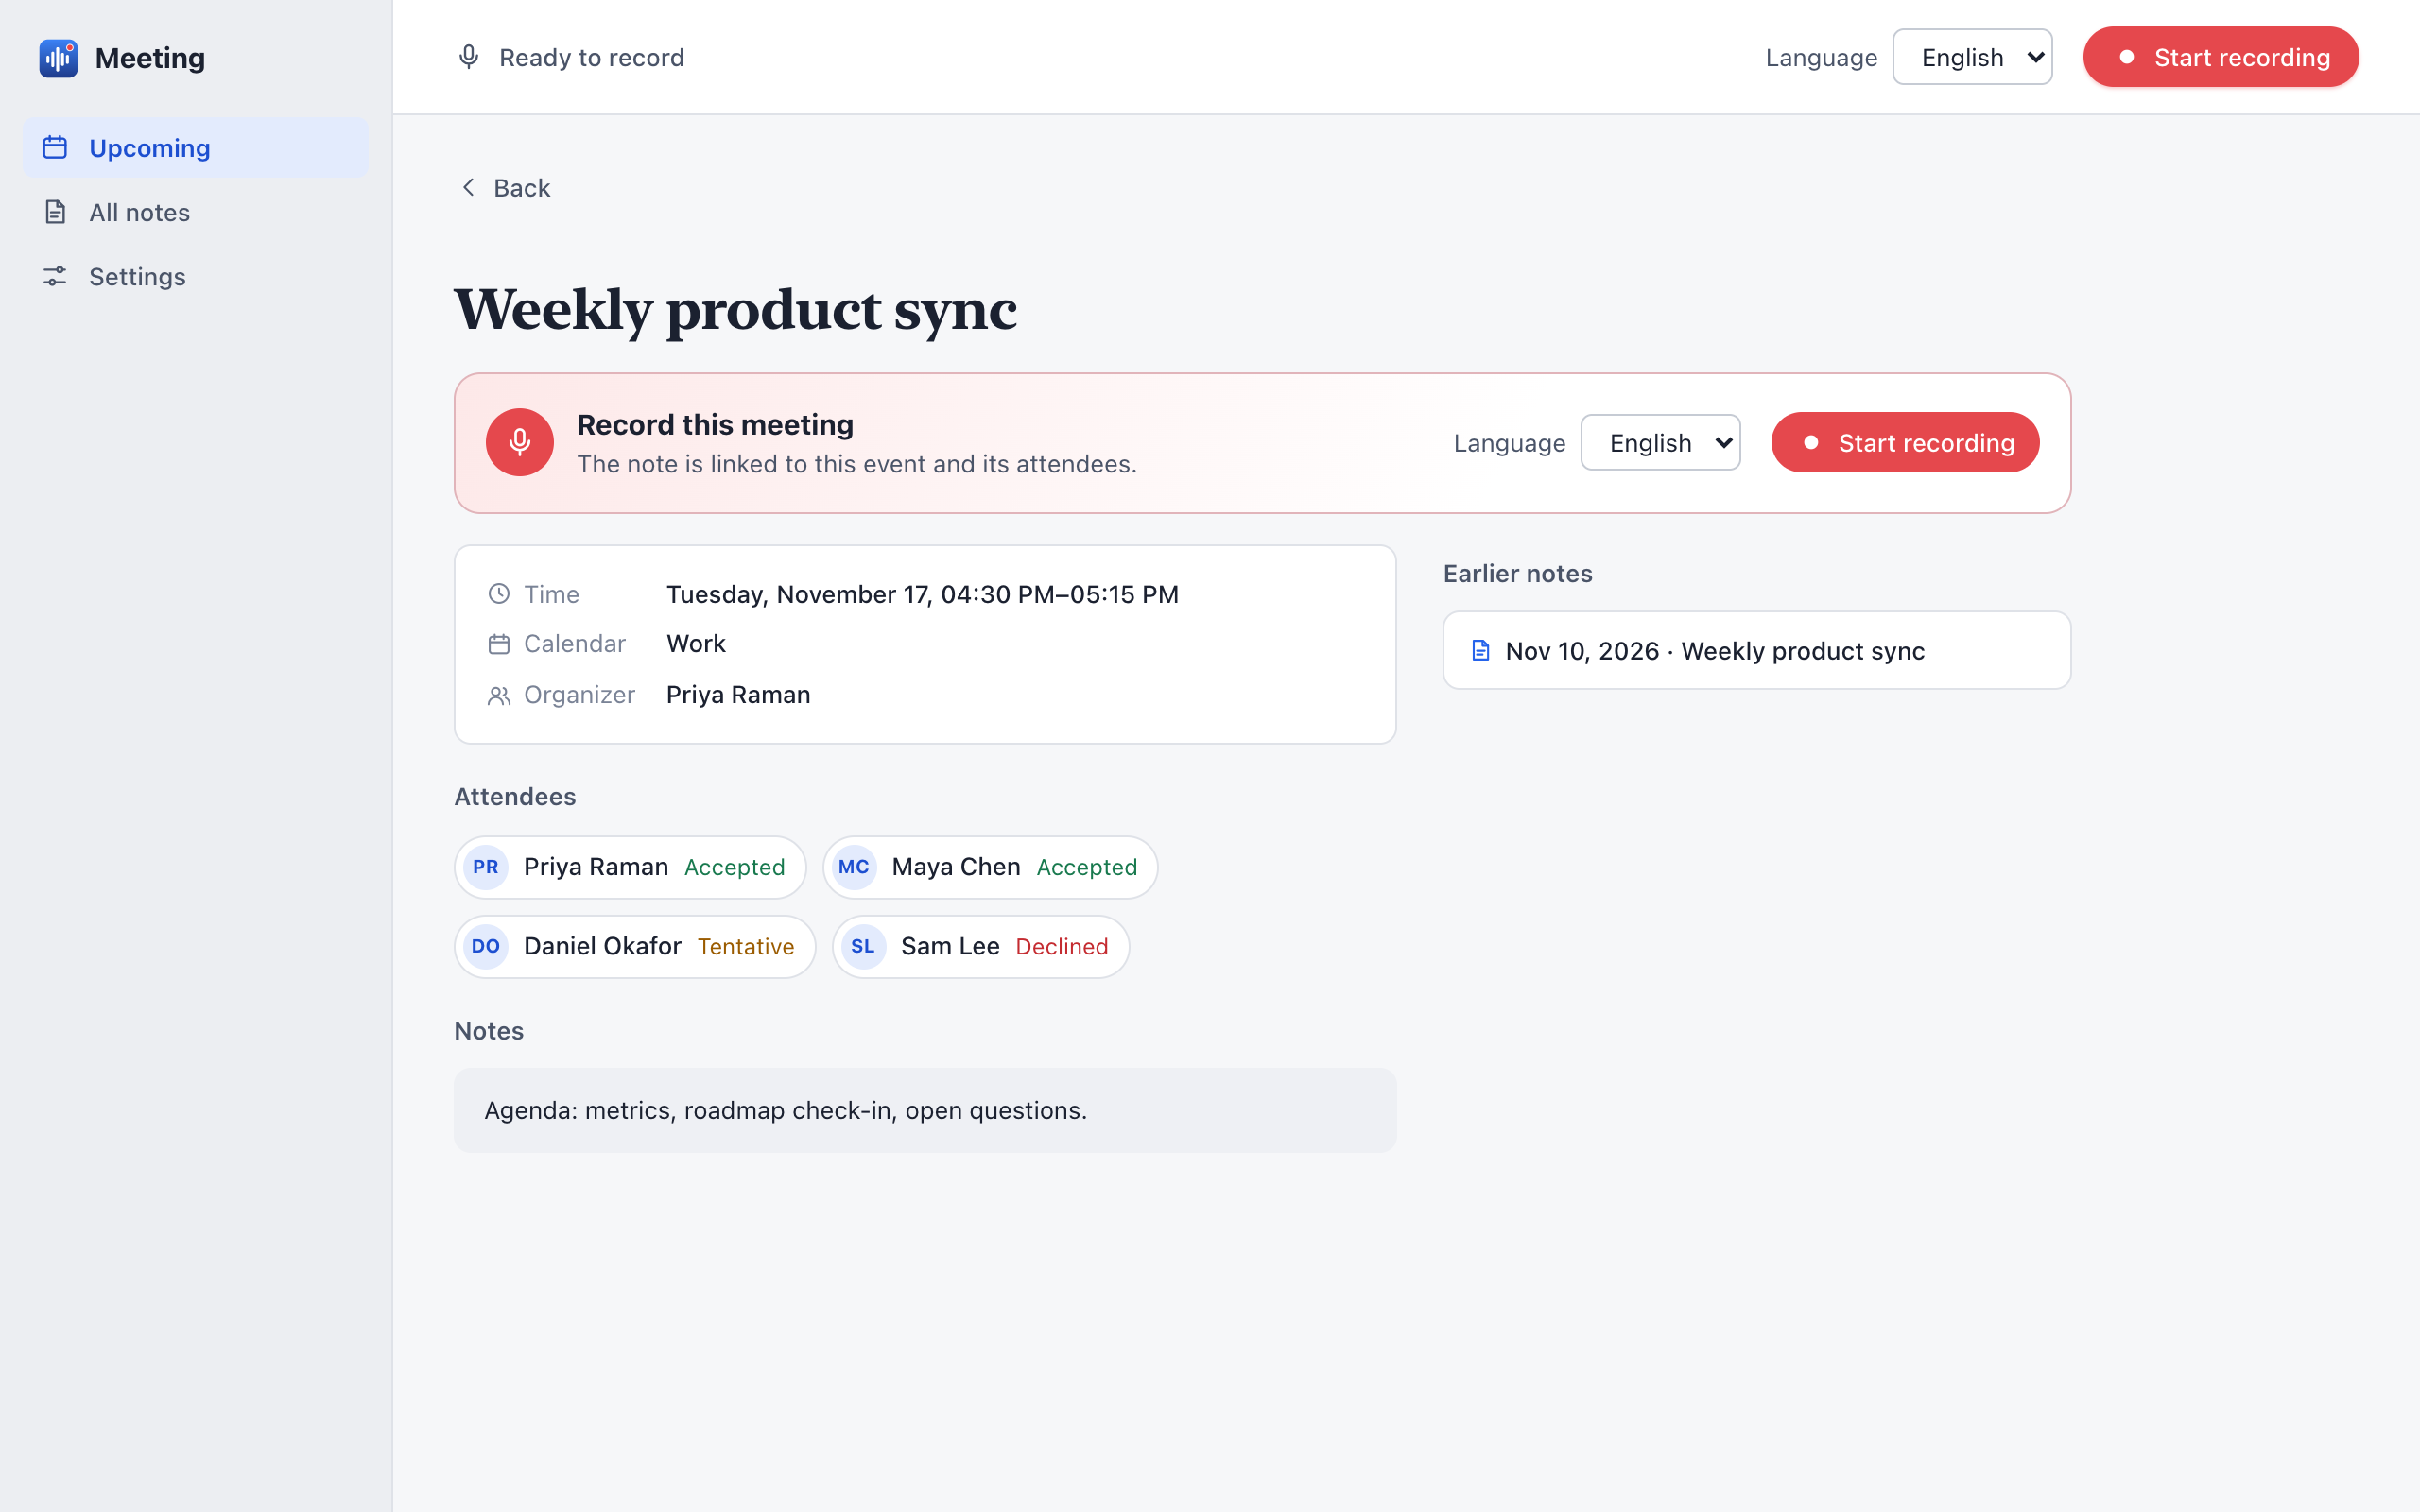 Meeting
Upcoming
All notes
Settings
Ready to record
Language English Start recording
Back
Weekly product sync
Record this meeting
The note is linked to this event and its attendees.
Language English Start recording
Time Tuesday, November 17, 04:30 PM–05:15 PM
Calendar Work
Organizer Priya Raman
Earlier notes
Nov 10, 2026 · Weekly product sync
Attendees
PR Priya Raman Accepted
MC Maya Chen Accepted
DO Daniel Okafor Tentative
SL Sam Lee Declined
Notes
Agenda: metrics, roadmap check-in, open questions.